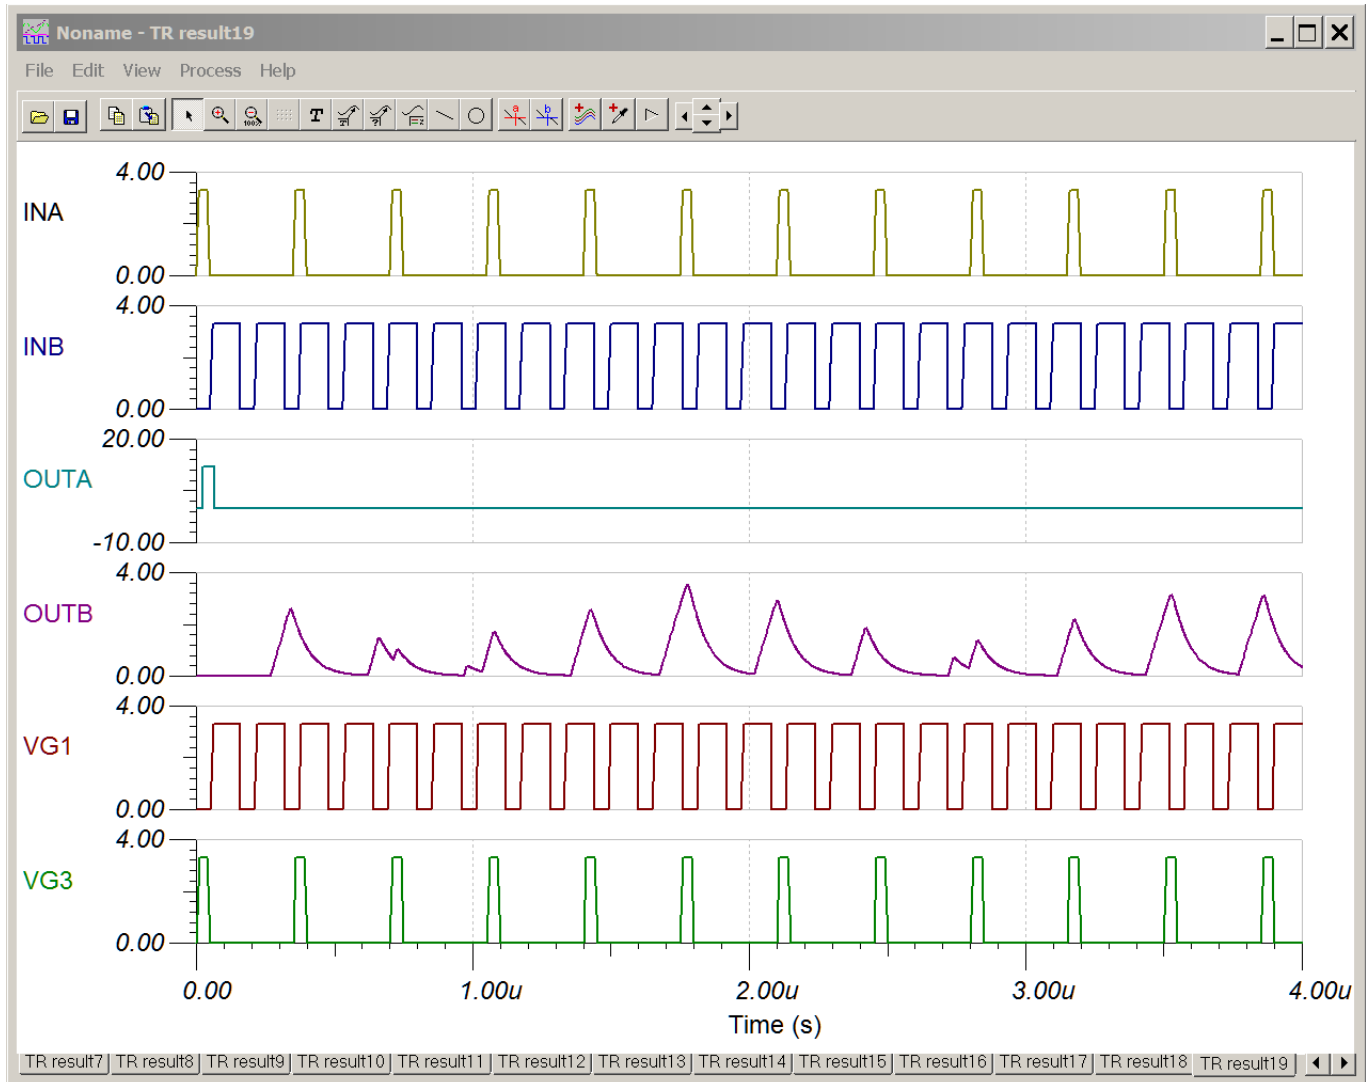 Noname - TR result19
File Edit View Process Help
T
a
b
100%
4.00
INA
0.00
4.00
INB
0.00
20.00
OUTA
-10.00
4.00
OUTB
0.00
4.00
VG1
0.00
4.00
VG3
0.00
0.00 1.00u 2.00u 3.00u 4.00u
Time (s)
TR result7 TR result8 TR result9 TR result10 TR result11 TR result12 TR result13 TR result14 TR result15 TR result16 TR result17 TR result18 TR result19